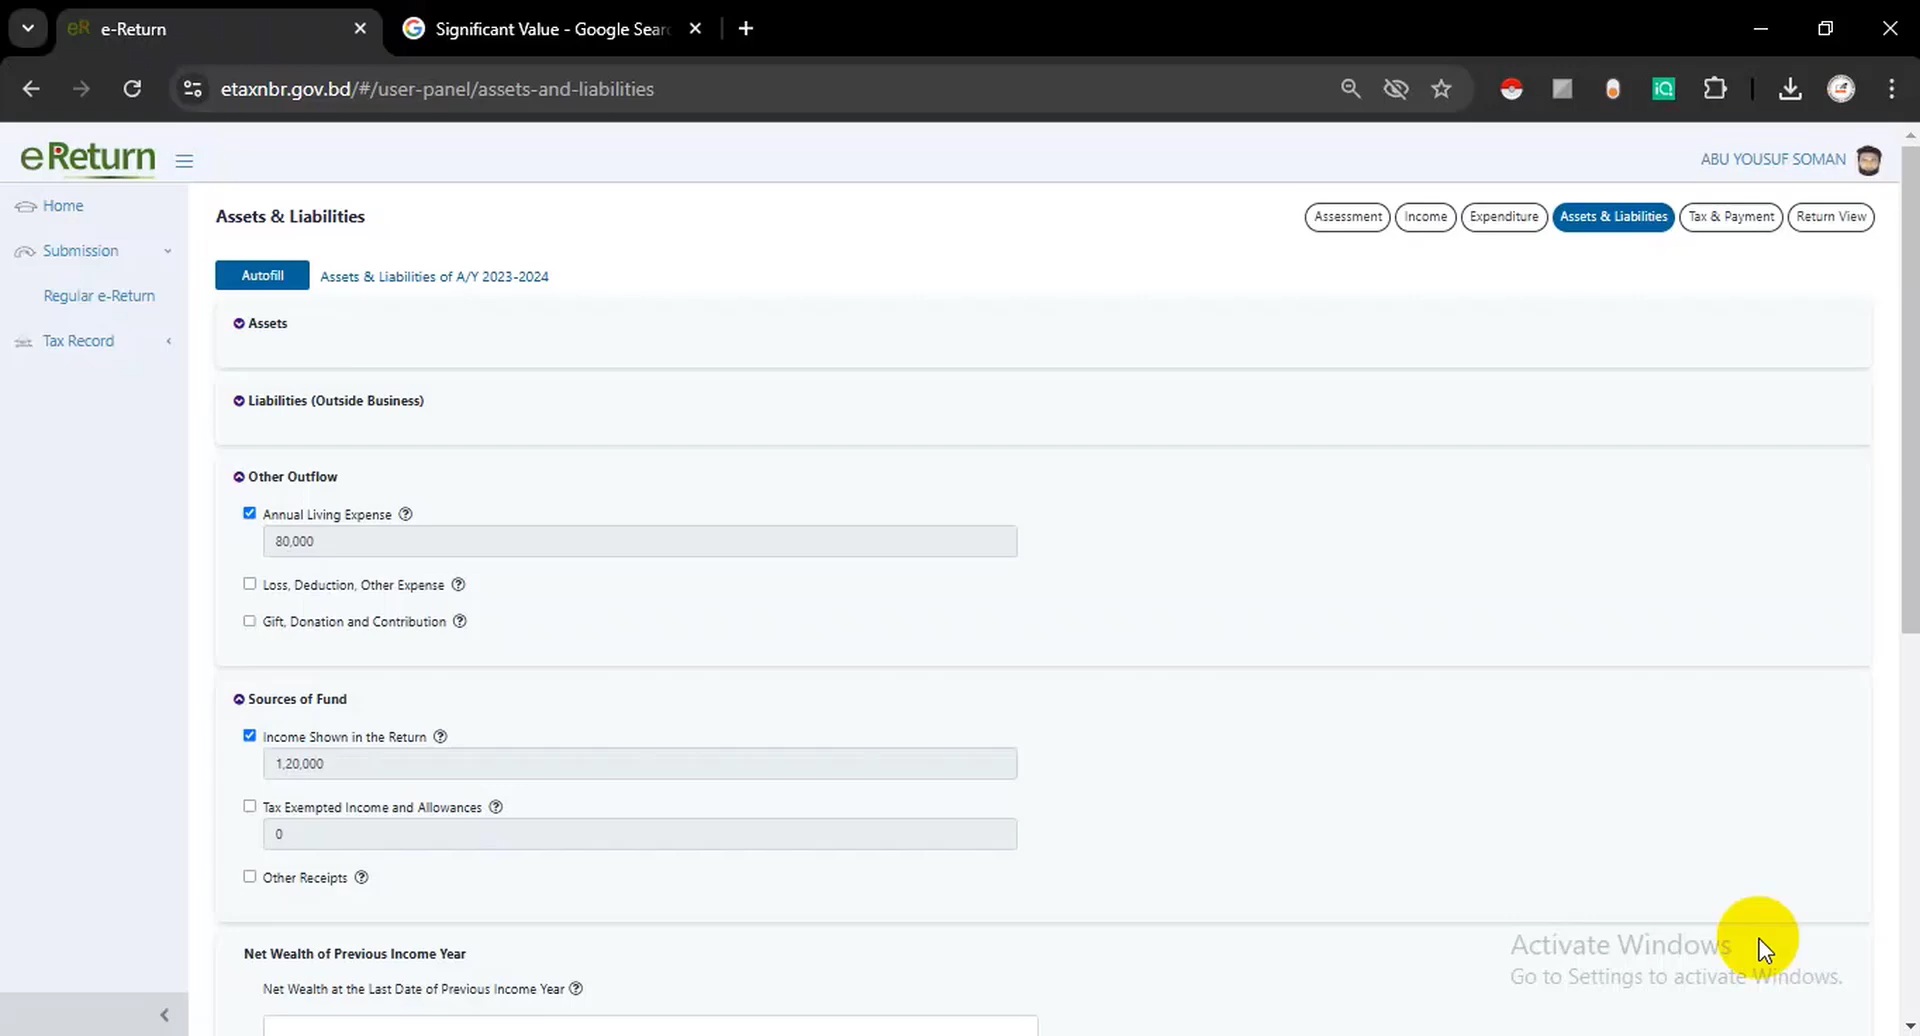 e-Return
Significant Value - Google Sear
etaxnbr.gov.bd/#/user-panel/assets-and-liabilities
eReturn
ABU YOUSUF SOMAN
Home
Submission
Regular e-Return
Tax Record
Assets & Liabilities
Assessment
Income
Expenditure
Assets & Liabilities
Tax & Payment
Return View
Autofill
Assets & Liabilities of A/Y 2023-2024
Assets
Liabilities (Outside Business)
Other Outflow
Annual Living Expense
80,000
Loss, Deduction, Other Expense
Gift, Donation and Contribution
Sources of Fund
Income Shown in the Return
1,20,000
Tax Exempted Income and Allowances
0
Other Receipts
Net Wealth of Previous Income Year
Net Wealth at the Last Date of Previous Income Year
Activate Windows
Go to Settings to activate Windows.